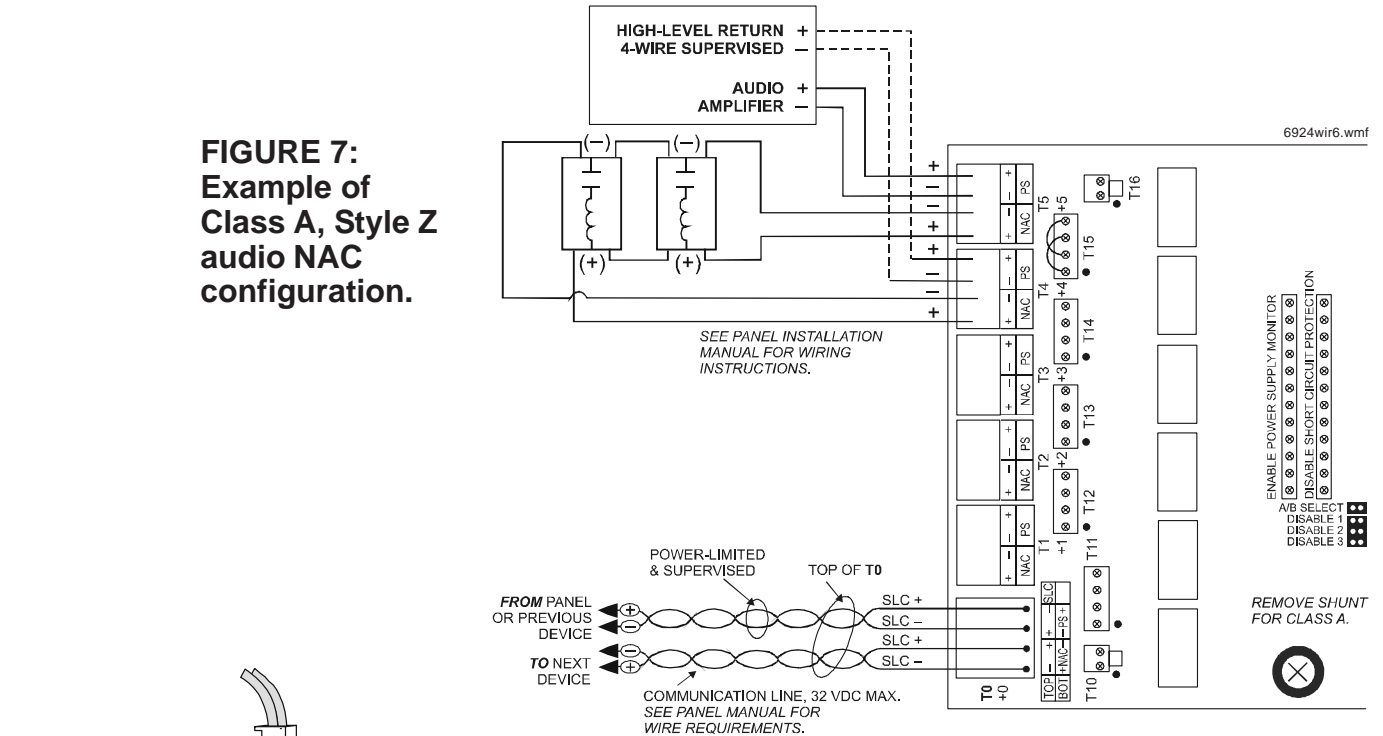 FIGURE 7:
Example of
Class A, Style Z
audio NAC
configuration.
HIGH-LEVEL RETURN +
4-WIRE SUPERVISED –
AUDIO +
AMPLIFIER –
(–) (–)
(+) (+)
+
–
–
+
+
–
–
+
SEE PANEL INSTALLATION
MANUAL FOR WIRING
INSTRUCTIONS.
6924wir6.wmf
+ – NAC – + PS
T5
+5
T16
T15
+ – NAC – + PS
T4
+4
T14
+ – NAC – + PS
T3
+3
T13
+ – NAC – + PS
T2
+2
T12
+ – NAC – + PS
T1
+1
T11
ENABLE POWER SUPPLY MONITOR
DISABLE SHORT CIRCUIT PROTECTION
A/B SELECT
DISABLE 1
DISABLE 2
DISABLE 3
REMOVE SHUNT
FOR CLASS A.
POWER-LIMITED
& SUPERVISED
TOP OF T0
FROM PANEL
OR PREVIOUS
DEVICE
+
–
SLC +
SLC –
TO NEXT
DEVICE
–
+
SLC +
SLC –
COMMUNICATION LINE, 32 VDC MAX.
SEE PANEL MANUAL FOR
WIRE REQUIREMENTS.
T0
+0
TOP – + + – SLC
BOT +NAC– –PS+
T10